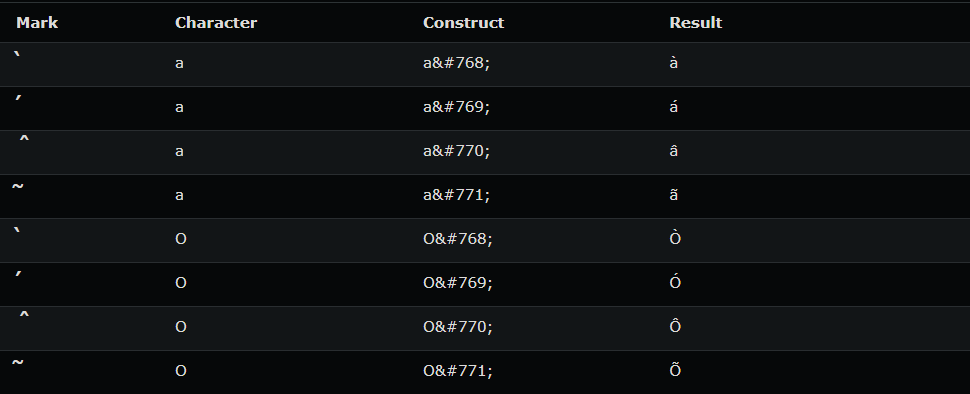 Mark Character Construct Result
̀ a a&#768; à
́ a a&#769; á
̂ a a&#770; â
̃ a a&#771; ã
̀ O O&#768; Ò
́ O O&#769; Ó
̂ O O&#770; Ô
̃ O O&#771; Õ